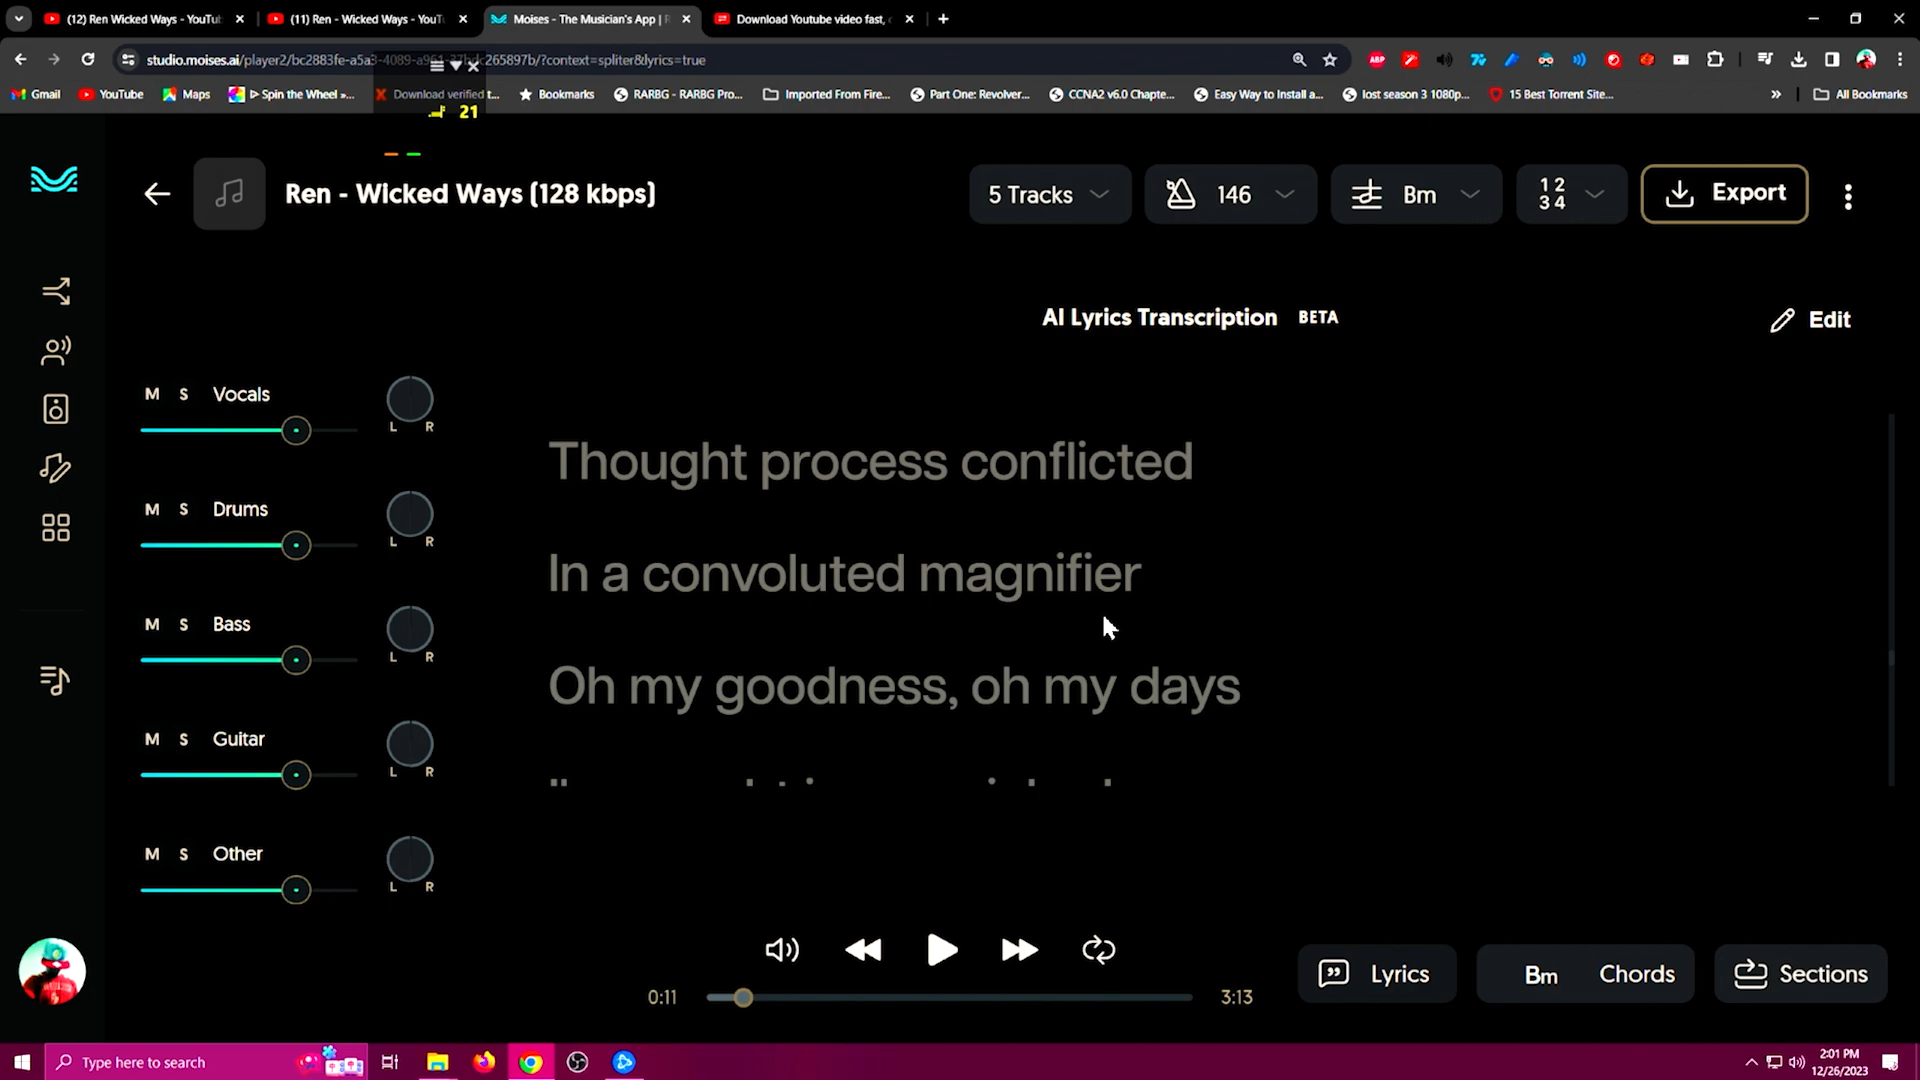 (12) Ren Wicked Ways - YouTu
(11) Ren - Wicked Ways - YouT
Moises - The Musician's App |
Download Youtube video fast,
studio.moises.ai/player2/bc2883fe-a5a3-4089-a961-37bdc265897b/?context=spliter&lyrics=true
Gmail
YouTube
Maps
Spin the Wheel »...
Download verified t...
Bookmarks
RARBG - RARBG Pro...
Imported From Fire...
Part One: Revolver...
CCNA2 v6.0 Chapte...
Easy Way to Install a...
lost season 3 1080p...
15 Best Torrent Site...
»
All Bookmarks
21
Ren - Wicked Ways (128 kbps)
5 Tracks
146
Bm
1 2
3 4
Export
AI Lyrics Transcription BETA
Edit
M S Vocals
L R
M S Drums
L R
M S Bass
L R
M S Guitar
L R
M S Other
L R
Thought process conflicted
In a convoluted magnifier
Oh my goodness, oh my days
0:11
3:13
Lyrics
Bm Chords
Sections
Type here to search
2:01 PM
12/26/2023